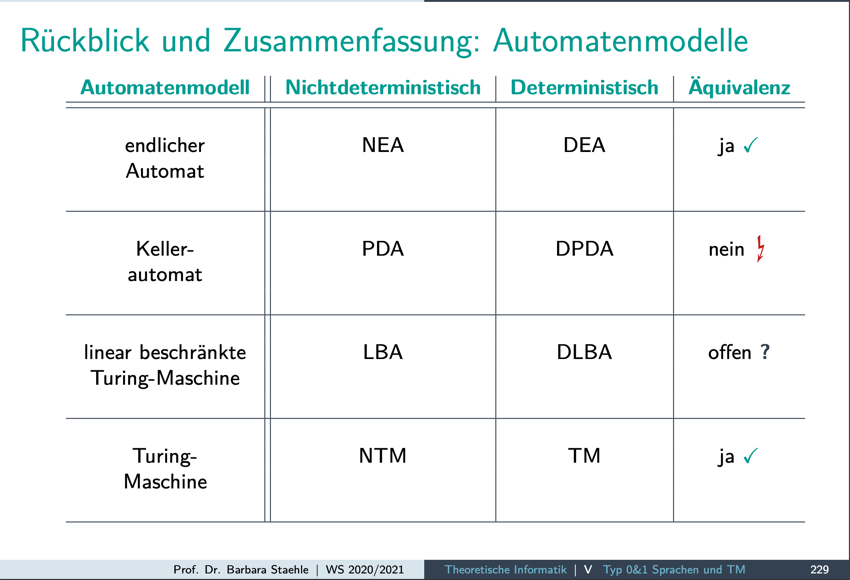 Rückblick und Zusammenfassung: Automatenmodelle
Automatenmodell Nichtdeterministisch Deterministisch Äquivalenz
endlicher Automat NEA DEA ja ✓
Keller-automat PDA DPDA nein
linear beschränkte Turing-Maschine LBA DLBA offen ?
Turing-Maschine NTM TM ja ✓
Prof. Dr. Barbara Staehle | WS 2020/2021 Theoretische Informatik | V Typ 0&1 Sprachen und TM 229